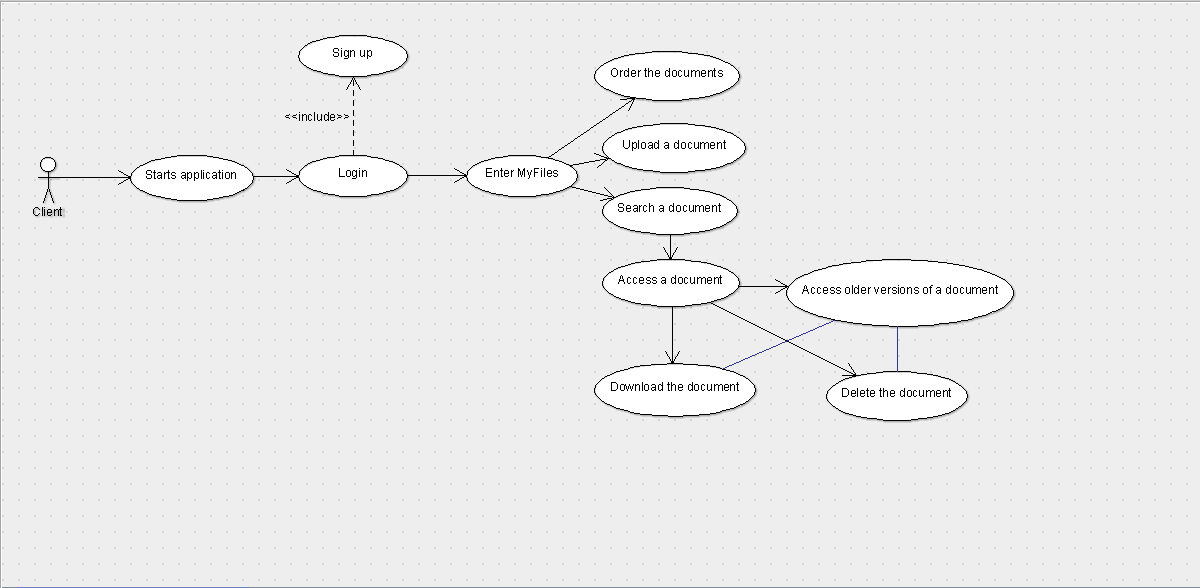 Sign up
Order the documents
<<include>>
Upload a document
Starts application
Login
Enter MyFiles
Client
Search a document
Access a document
Access older versions of a document
Download the document
Delete the document